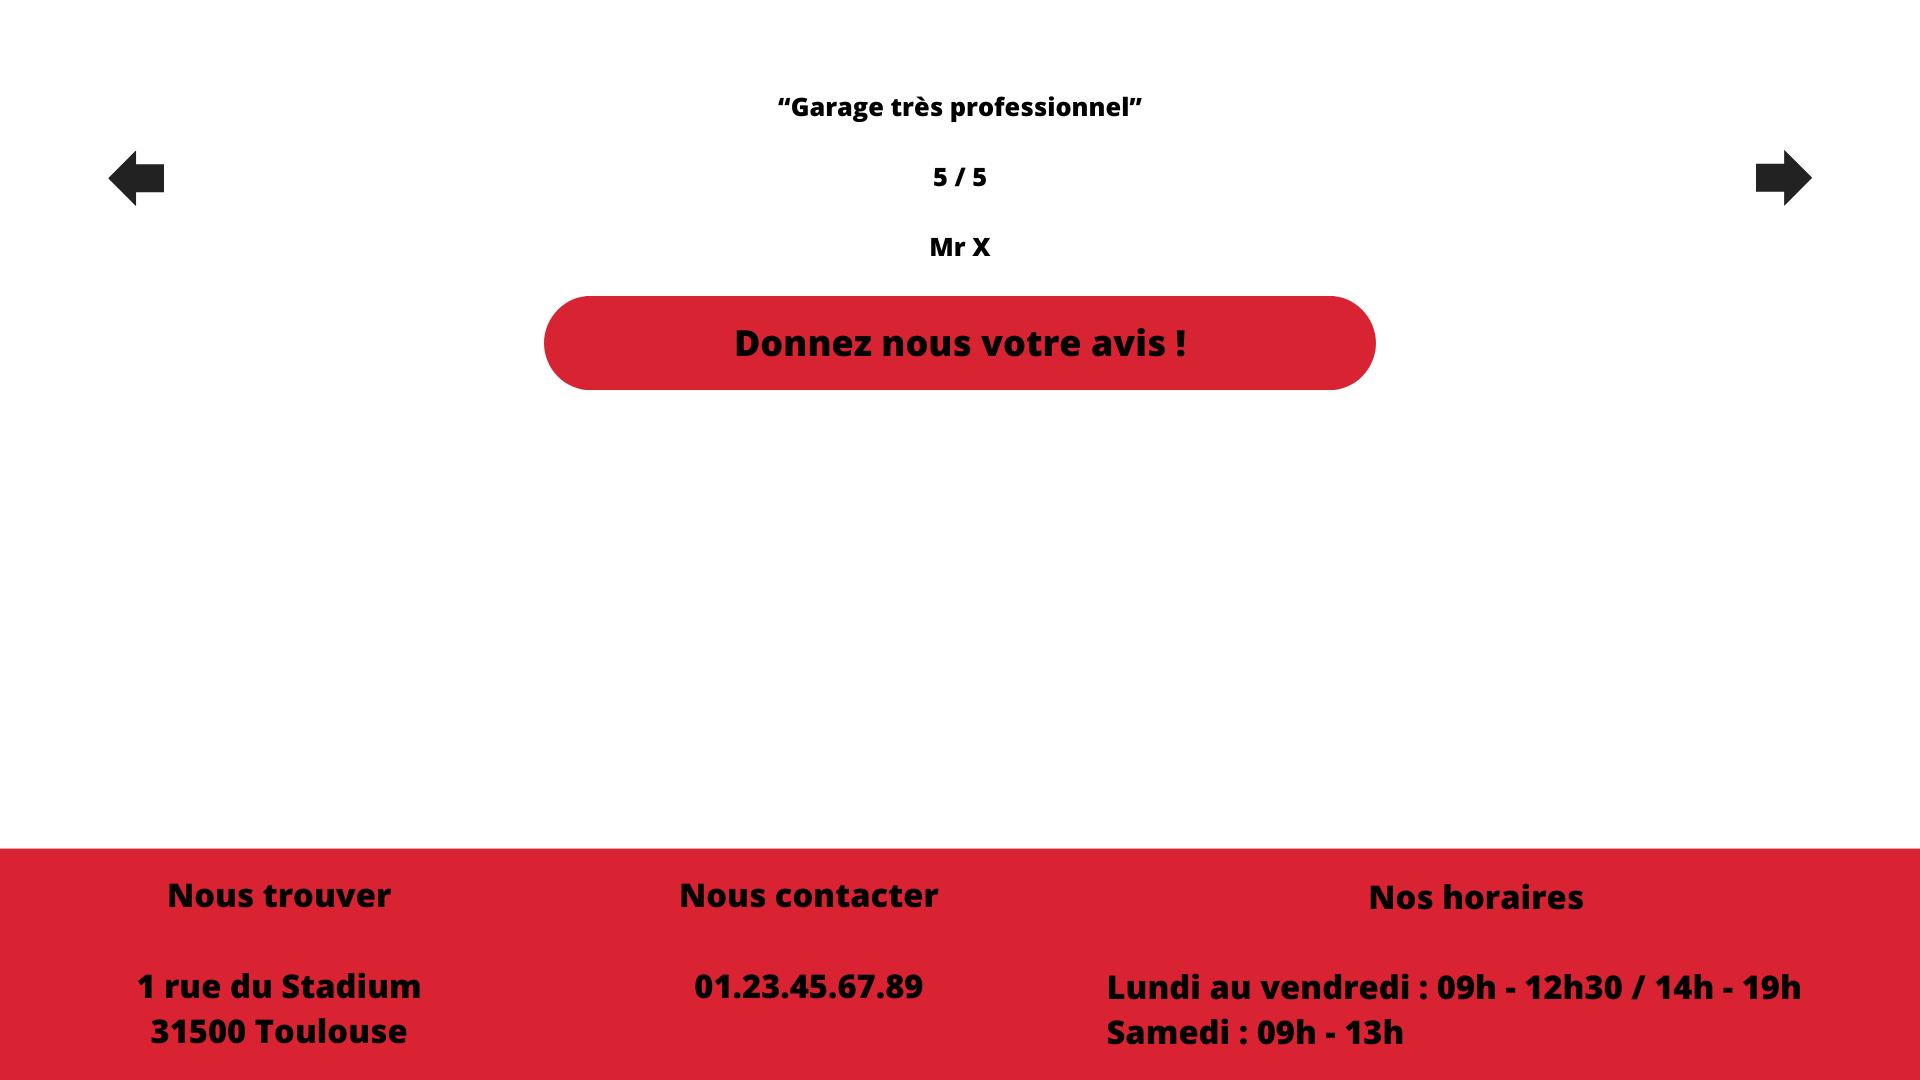 “Garage très professionnel”
5 / 5
Mr X
Donnez nous votre avis !
Nous trouver
1 rue du Stadium
31500 Toulouse
Nous contacter
01.23.45.67.89
Nos horaires
Lundi au vendredi : 09h - 12h30 / 14h - 19h
Samedi : 09h - 13h